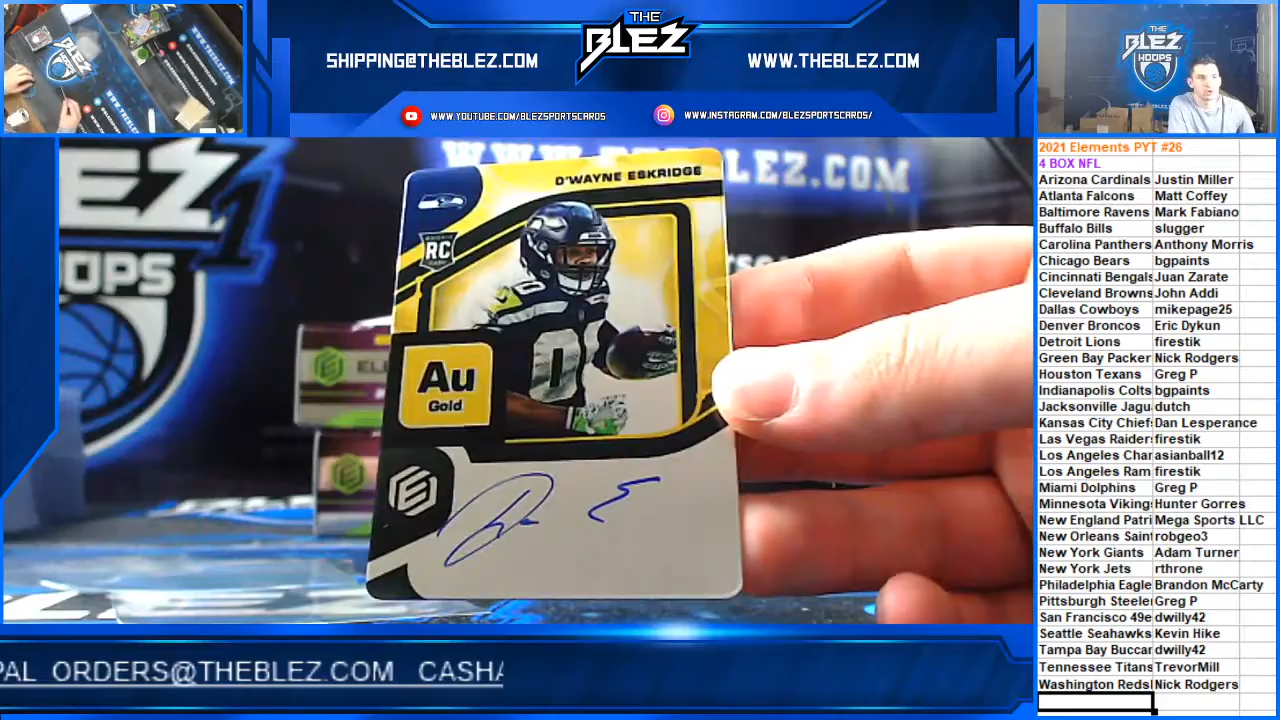 THE
BLEZ
HOOPS
SHIPPING@THEBLEZ.COM
THE
BLEZ
WWW.THEBLEZ.COM
WWW.YOUTUBE.COM/BLEZSPORTSCARDS
WWW.INSTAGRAM.COM/BLEZSPORTSCARDS/
THE
BLEZ
HOOPS
D'WAYNE ESKRIDGE
RC
Au
Gold
2021 Elements PYT #26
4 BOX NFL
Arizona Cardinals Justin Miller
Atlanta Falcons Matt Coffey
Baltimore Ravens Mark Fabiano
Buffalo Bills slugger
Carolina Panthers Anthony Morris
Chicago Bears bgpaints
Cincinnati Bengals Juan Zarate
Cleveland Browns John Addi
Dallas Cowboys mikepage25
Denver Broncos Eric Dykun
Detroit Lions firestik
Green Bay Packer Nick Rodgers
Houston Texans Greg P
Indianapolis Colts bgpaints
Jacksonville Jagu dutch
Kansas City Chief Dan Lesperance
Las Vegas Raider firestik
Los Angeles Char asianball12
Los Angeles Ram firestik
Miami Dolphins Greg P
Minnesota Viking Hunter Gorres
New England Patri Mega Sports LLC
New Orleans Saint robgeo3
New York Giants Adam Turner
New York Jets rthrone
Philadelphia Eagle Brandon McCarty
Pittsburgh Steele Greg P
San Francisco 49e dwilly42
Seattle Seahawks Kevin Hike
Tampa Bay Buccar dwilly42
Tennessee Titans TrevorMill
Washington Reds Nick Rodgers
PAL ORDERS@THEBLEZ.COM CASHA